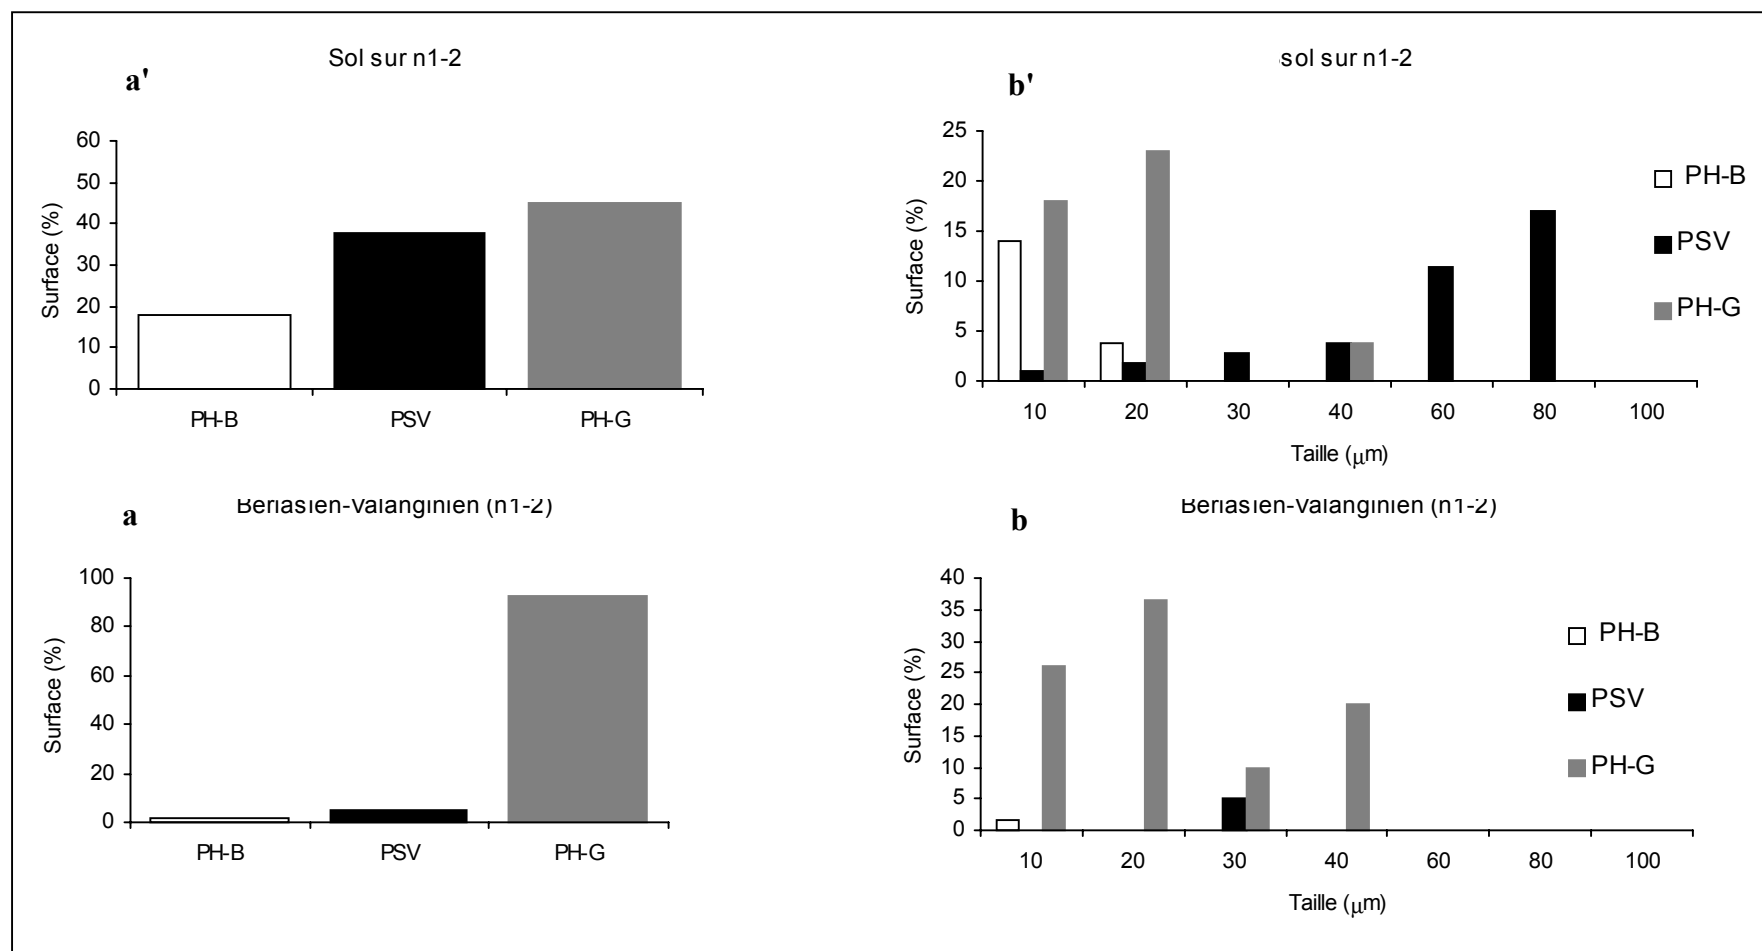 Sol sur n1-2
a'
60
50
40
30
20
10
0
Surface (%)
PH-B PSV PH-G
sol sur n1-2
b'
25
20
15
10
5
0
Surface (%)
10 20 30 40 60 80 100
Taille (μm)
PH-B
PSV
PH-G
Beriasien-Valanginien (n1-2)
a
100
80
60
40
20
0
Surface (%)
PH-B PSV PH-G
Beriasien-Valanginien (n1-2)
b
40
35
30
25
20
15
10
5
0
Surface (%)
10 20 30 40 60 80 100
Taille (μm)
PH-B
PSV
PH-G